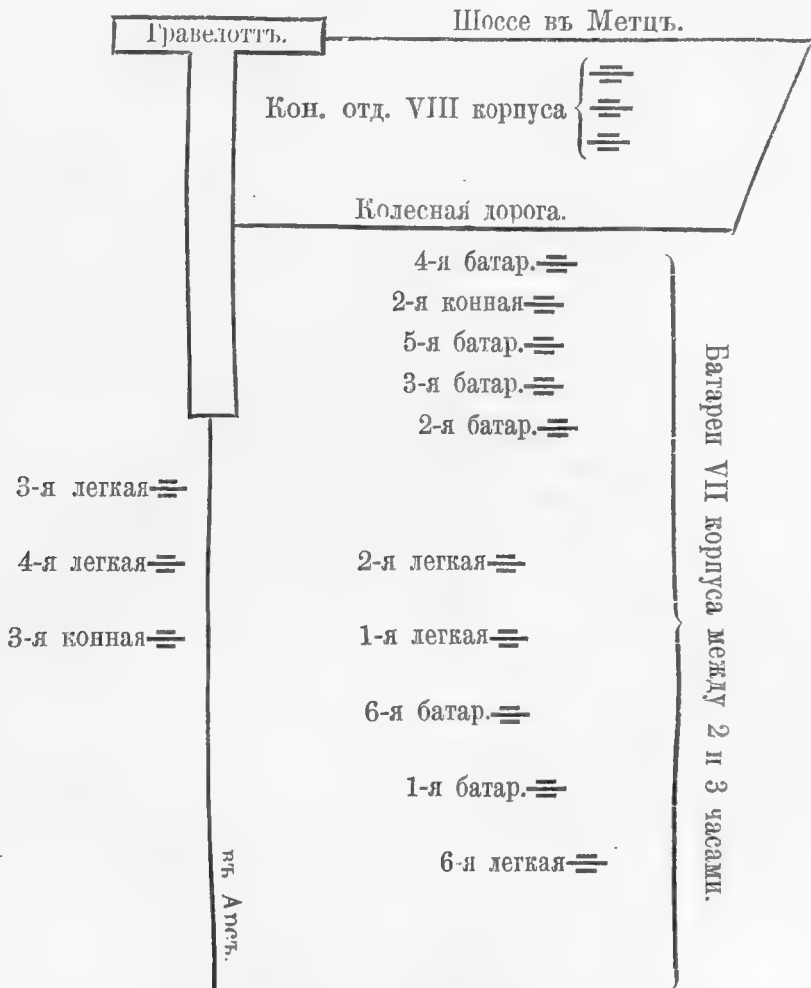 Гравелоттъ.
Шоссе въ Метцъ.
Кон. отд. VIII корпуса
Колесная дорога.
4-я батар.
2-я конная
5-я батар.
3-я батар.
2-я батар.
3-я легкая
4-я легкая
2-я легкая
3-я конная
1-я легкая
6-я батар.
1-я батар.
6-я легкая
Батареи VII корпуса между 2 и 3 часами.
въ Арсъ.